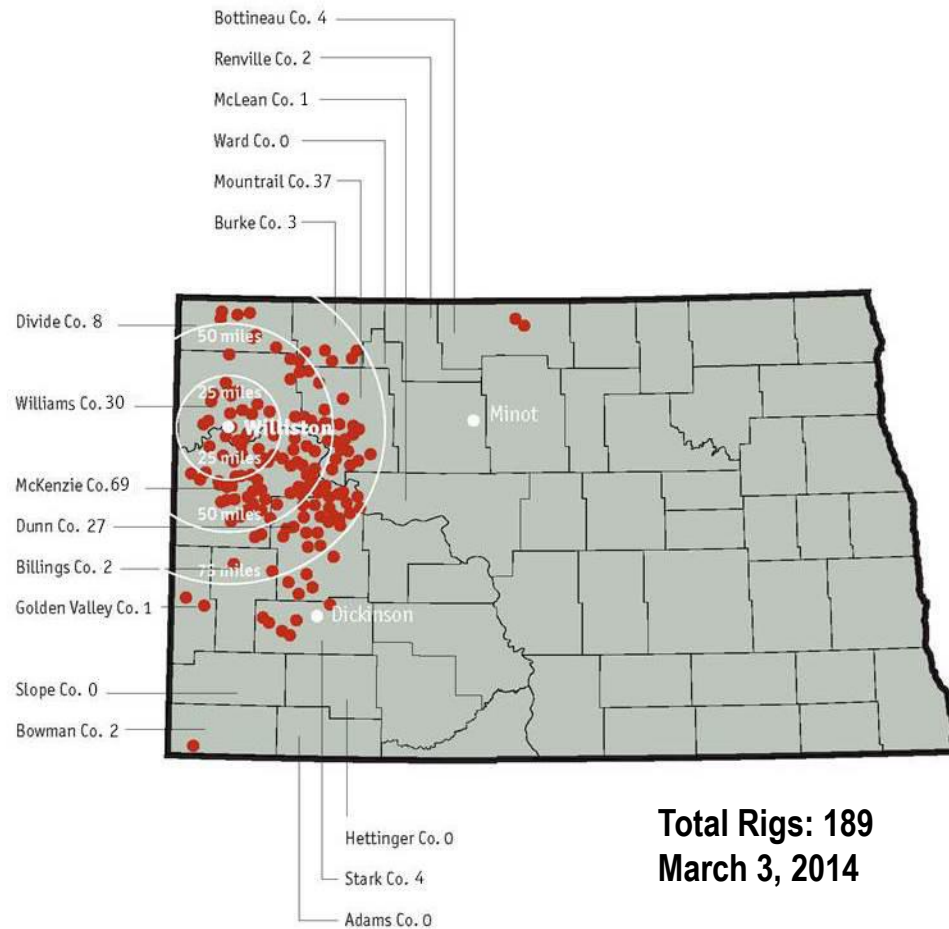 Bottineau Co. 4
Renville Co. 2
McLean Co. 1
Ward Co. 0
Mountrail Co. 37
Burke Co. 3
Divide Co. 8
50 miles
25 miles
Williams Co. 30
Minot
Williston
25 miles
McKenzie Co. 69
50 miles
Dunn Co. 27
Billings Co. 2
75 miles
Golden Valley Co. 1
Dickinson
Slope Co. 0
Bowman Co. 2
Total Rigs: 189
March 3, 2014
Hettinger Co. 0
Stark Co. 4
Adams Co. 0